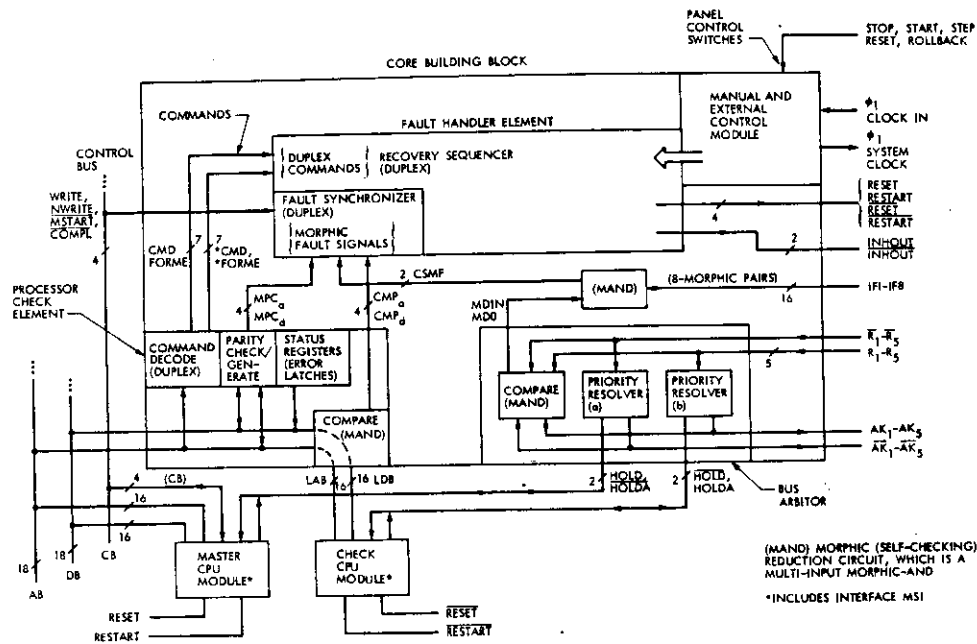 PANEL
CONTROL
SWITCHES
STOP, START, STEP
RESET, ROLLBACK
CORE BUILDING BLOCK
MANUAL AND
EXTERNAL
CONTROL
MODULE
ϕ1
CLOCK IN
ϕ1
SYSTEM
CLOCK
COMMANDS
FAULT HANDLER ELEMENT
DUPLEX
COMMANDS
RECOVERY SEQUENCER
(DUPLEX)
CONTROL
BUS
FAULT SYNCHRONIZER
(DUPLEX)
MORPHIC
FAULT SIGNALS
RESET
RESTART
RESET
RESTART
4
WRITE,
NWRITE,
MSTART,
COMPL
4
7
CMD
FORME
7
*CMD,
*FORME
2
INHOUT
INHOUT
2 CSMF
(MAND)
(8-MORPHIC PAIRS)
16
IF1-IF8
PROCESSOR
CHECK
ELEMENT
4
MPCa
MPCd
4
CMPa
CMPd
MD1N
MD0
COMMAND
DECODE
(DUPLEX)
PARITY
CHECK/
GEN-
ERATE
STATUS
REGISTERS
(ERROR
LATCHES)
R1-R5
R1-R5
5
COMPARE
(MAND)
PRIORITY
RESOLVER
(a)
PRIORITY
RESOLVER
(b)
COMPARE
(MAND)
AK1-AK5
AK1-AK5
4
(CB)
LAB
16
16
LDB
2
HOLD,
HOLDA
2
HOLD,
HOLDA
BUS
ARBITOR
16
16
18
AB
18
DB
CB
MASTER
CPU
MODULE*
CHECK
CPU
MODULE*
RESET
RESTART
RESET
RESTART
(MAND) MORPHIC (SELF-CHECKING)
REDUCTION CIRCUIT, WHICH IS A
MULTI-INPUT MORPHIC-AND
*INCLUDES INTERFACE MSI